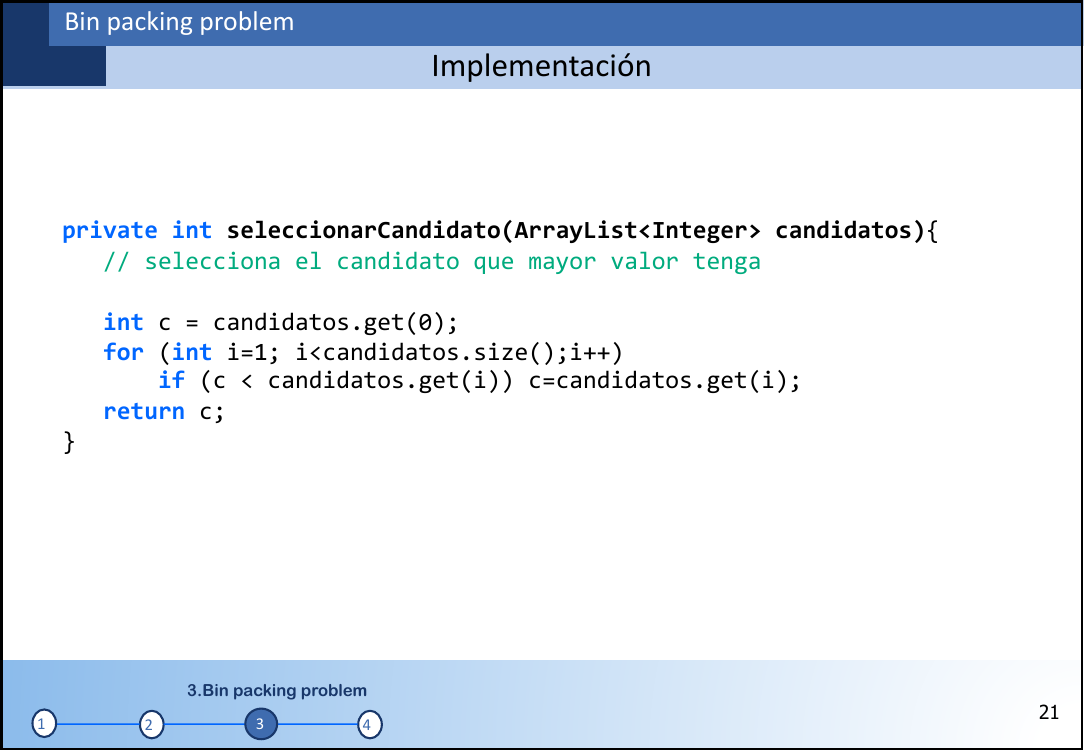 Bin packing problem
Implementación
private int seleccionarCandidato(ArrayList<Integer> candidatos){
// selecciona el candidato que mayor valor tenga
int c = candidatos.get(0);
for (int i=1; i<candidatos.size();i++)
if (c < candidatos.get(i)) c=candidatos.get(i);
return c;
}
3.Bin packing problem
1 2 3 4
21